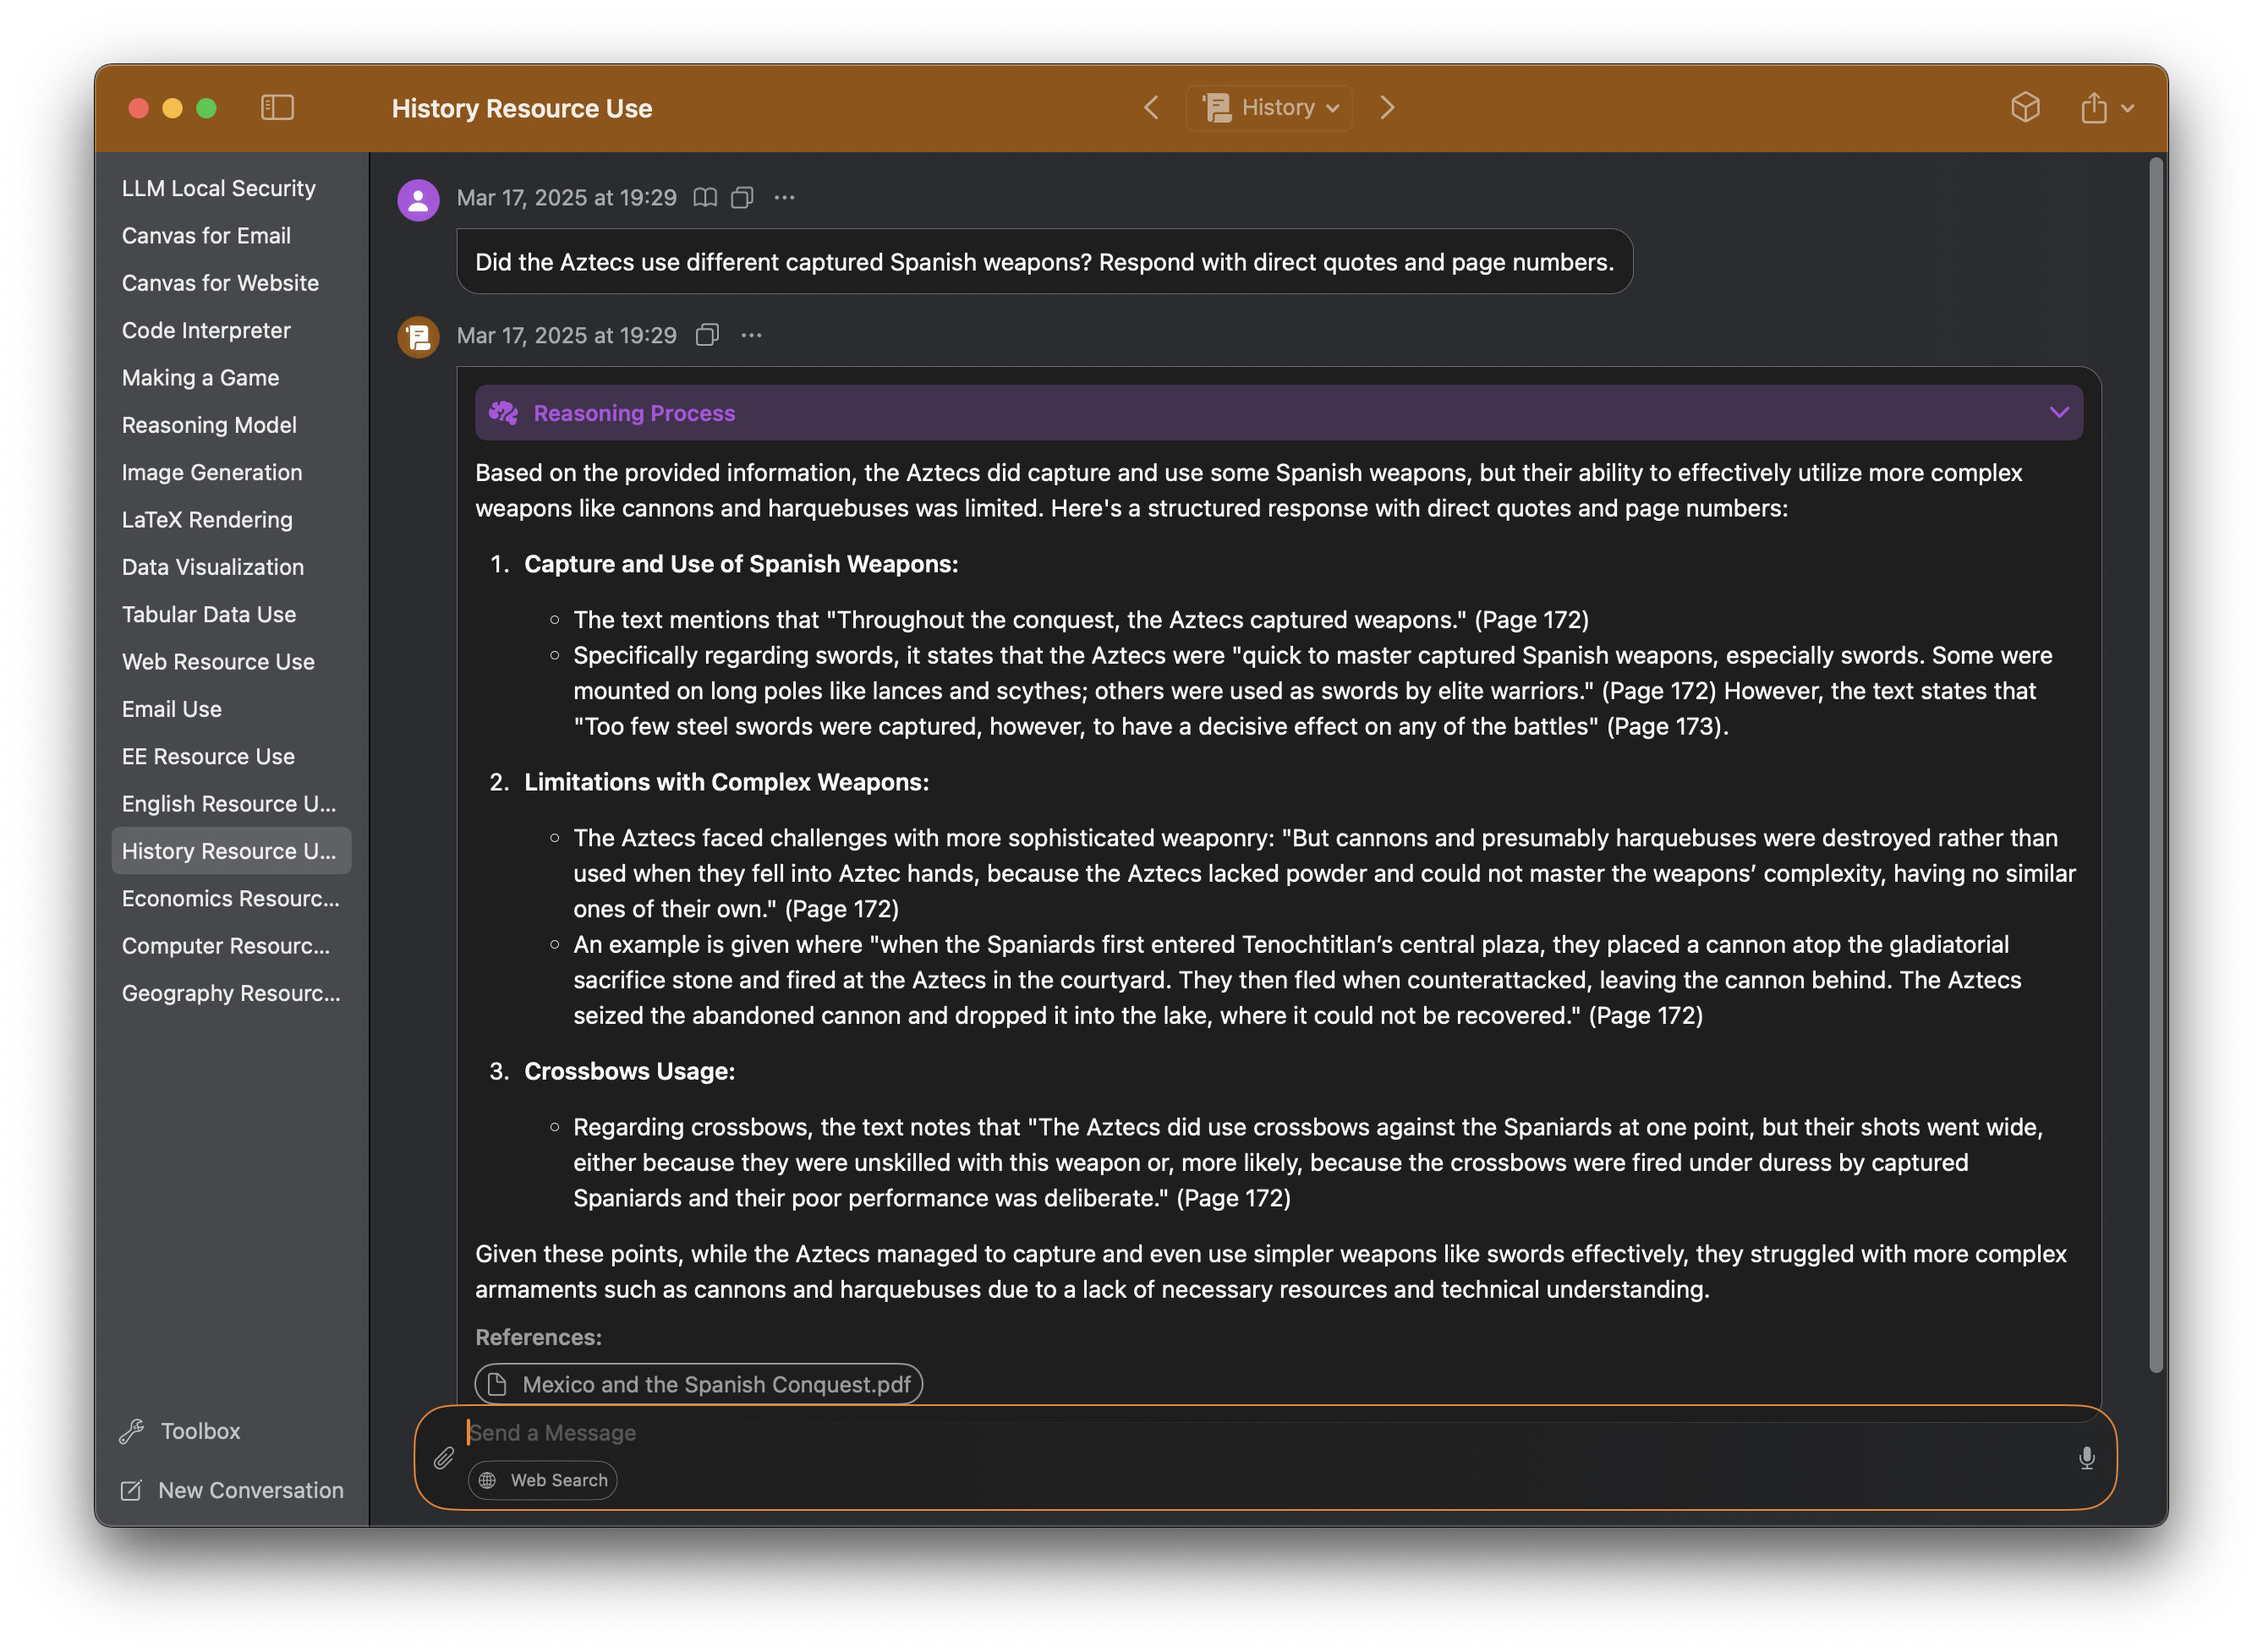 History Resource Use
History
LLM Local Security
Canvas for Email
Canvas for Website
Code Interpreter
Making a Game
Reasoning Model
Image Generation
LaTeX Rendering
Data Visualization
Tabular Data Use
Web Resource Use
Email Use
EE Resource Use
English Resource U...
History Resource U...
Economics Resourc...
Computer Resourc...
Geography Resourc...
Toolbox
New Conversation
Mar 17, 2025 at 19:29
Did the Aztecs use different captured Spanish weapons? Respond with direct quotes and page numbers.
Mar 17, 2025 at 19:29
Reasoning Process
Based on the provided information, the Aztecs did capture and use some Spanish weapons, but their ability to effectively utilize more complex
weapons like cannons and harquebuses was limited. Here's a structured response with direct quotes and page numbers:
1. Capture and Use of Spanish Weapons:
◦ The text mentions that "Throughout the conquest, the Aztecs captured weapons." (Page 172)
◦ Specifically regarding swords, it states that the Aztecs were "quick to master captured Spanish weapons, especially swords. Some were
mounted on long poles like lances and scythes; others were used as swords by elite warriors." (Page 172) However, the text states that
"Too few steel swords were captured, however, to have a decisive effect on any of the battles" (Page 173).
2. Limitations with Complex Weapons:
◦ The Aztecs faced challenges with more sophisticated weaponry: "But cannons and presumably harquebuses were destroyed rather than
used when they fell into Aztec hands, because the Aztecs lacked powder and could not master the weapons’ complexity, having no similar
ones of their own." (Page 172)
◦ An example is given where "when the Spaniards first entered Tenochtitlan’s central plaza, they placed a cannon atop the gladiatorial
sacrifice stone and fired at the Aztecs in the courtyard. They then fled when counterattacked, leaving the cannon behind. The Aztecs
seized the abandoned cannon and dropped it into the lake, where it could not be recovered." (Page 172)
3. Crossbows Usage:
◦ Regarding crossbows, the text notes that "The Aztecs did use crossbows against the Spaniards at one point, but their shots went wide,
either because they were unskilled with this weapon or, more likely, because the crossbows were fired under duress by captured
Spaniards and their poor performance was deliberate." (Page 172)
Given these points, while the Aztecs managed to capture and even use simpler weapons like swords effectively, they struggled with more complex
armaments such as cannons and harquebuses due to a lack of necessary resources and technical understanding.
References:
Mexico and the Spanish Conquest.pdf
Send a Message
Web Search